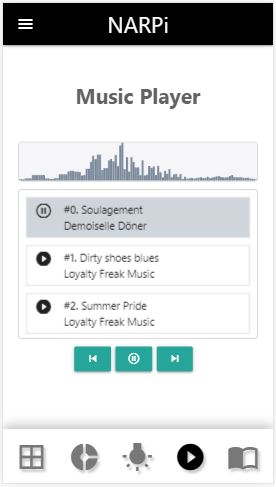 NARPi
Music Player
#0. Soulagement
Demoiselle Döner
#1. Dirty shoes blues
Loyalty Freak Music
#2. Summer Pride
Loyalty Freak Music